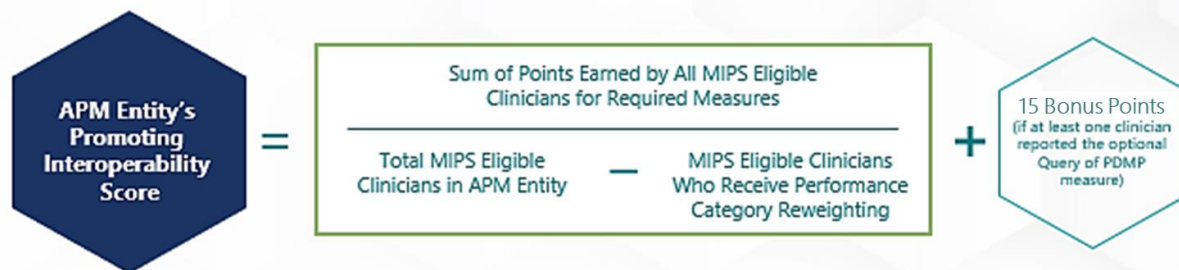 APM Entity's
Promoting
Interoperability
Score
=
Sum of Points Earned by All MIPS Eligible
Clinicians for Required Measures
Total MIPS Eligible
Clinicians in APM Entity
−
MIPS Eligible Clinicians
Who Receive Performance
Category Reweighting
+
15 Bonus Points
(if at least one clinician
reported the optional
Query of PDMP
measure)